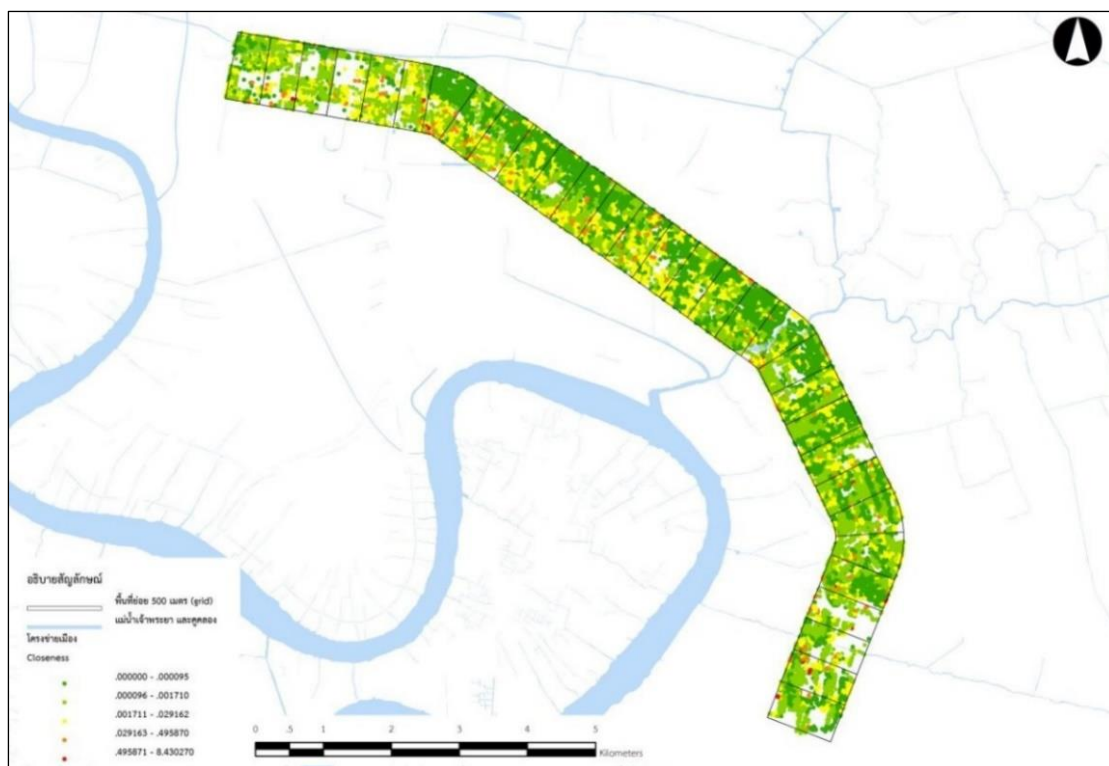 อธิบายสัญลักษณ์
พื้นที่ย่อย 500 เมตร (grid)
แม่น้ำเจ้าพระยา และคูคลอง
โครงข่ายเมือง
Closeness
.000000 - .000095
.000096 - .001710
.001711 - .029162
.029163 - .495870
.495871 - 8.430270
0 .5 1 2 3 4 5
Kilometers